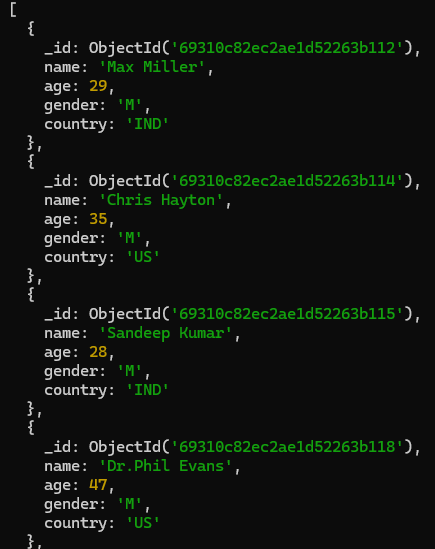 [
  {
    _id: ObjectId('69310c82ec2ae1d52263b112'),
    name: 'Max Miller',
    age: 29,
    gender: 'M',
    country: 'IND'
  },
  {
    _id: ObjectId('69310c82ec2ae1d52263b114'),
    name: 'Chris Hayton',
    age: 35,
    gender: 'M',
    country: 'US'
  },
  {
    _id: ObjectId('69310c82ec2ae1d52263b115'),
    name: 'Sandeep Kumar',
    age: 28,
    gender: 'M',
    country: 'IND'
  },
  {
    _id: ObjectId('69310c82ec2ae1d52263b118'),
    name: 'Dr.Phil Evans',
    age: 47,
    gender: 'M',
    country: 'US'
  },